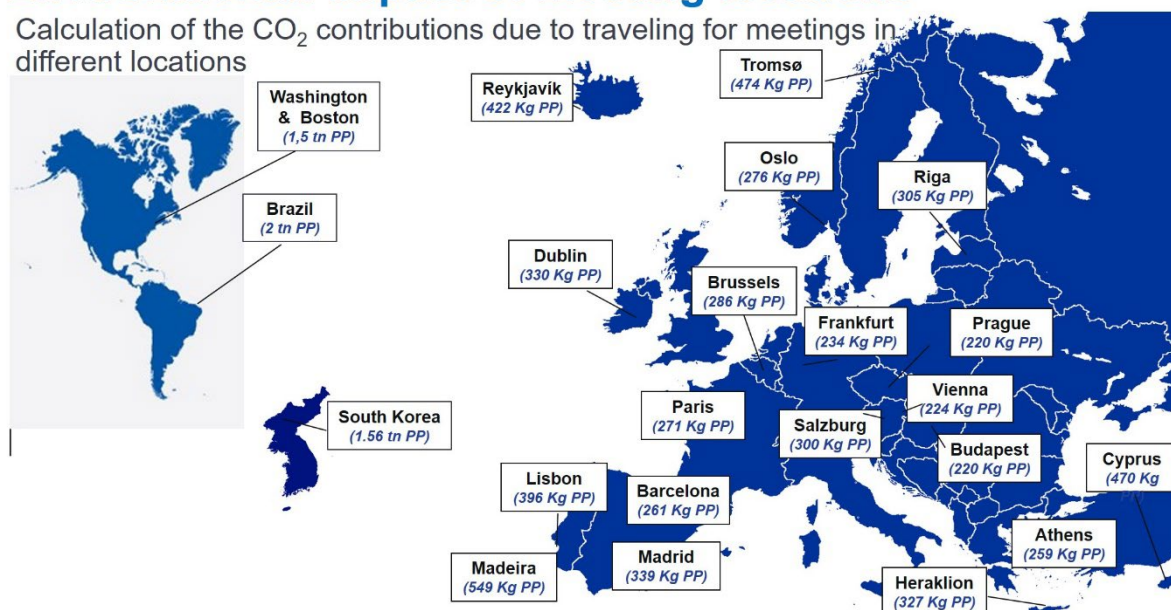 Calculation of the CO₂ contributions due to traveling for meetings in
different locations
Washington
& Boston
(1,5 tn PP)
Brazil
(2 tn PP)
South Korea
(1.56 tn PP)
Reykjavík
(422 Kg PP)
Tromsø
(474 Kg PP)
Oslo
(276 Kg PP)
Riga
(305 Kg PP)
Dublin
(330 Kg PP)
Brussels
(286 Kg PP)
Frankfurt
(234 Kg PP)
Prague
(220 Kg PP)
Paris
(271 Kg PP)
Salzburg
(300 Kg PP)
Vienna
(224 Kg PP)
Budapest
(220 Kg PP)
Cyprus
(470 Kg
Lisbon
(396 Kg PP)
Barcelona
(261 Kg PP)
Madeira
(549 Kg PP)
Madrid
(339 Kg PP)
Athens
(259 Kg PP)
Heraklion
(327 Kg PP)